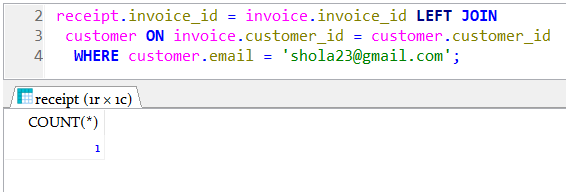 2 receipt.invoice_id = invoice.invoice_id LEFT JOIN
3 customer ON invoice.customer_id = customer.customer_id
4 WHERE customer.email = 'shola23@gmail.com';
receipt (1r × 1c)
COUNT(*)
1